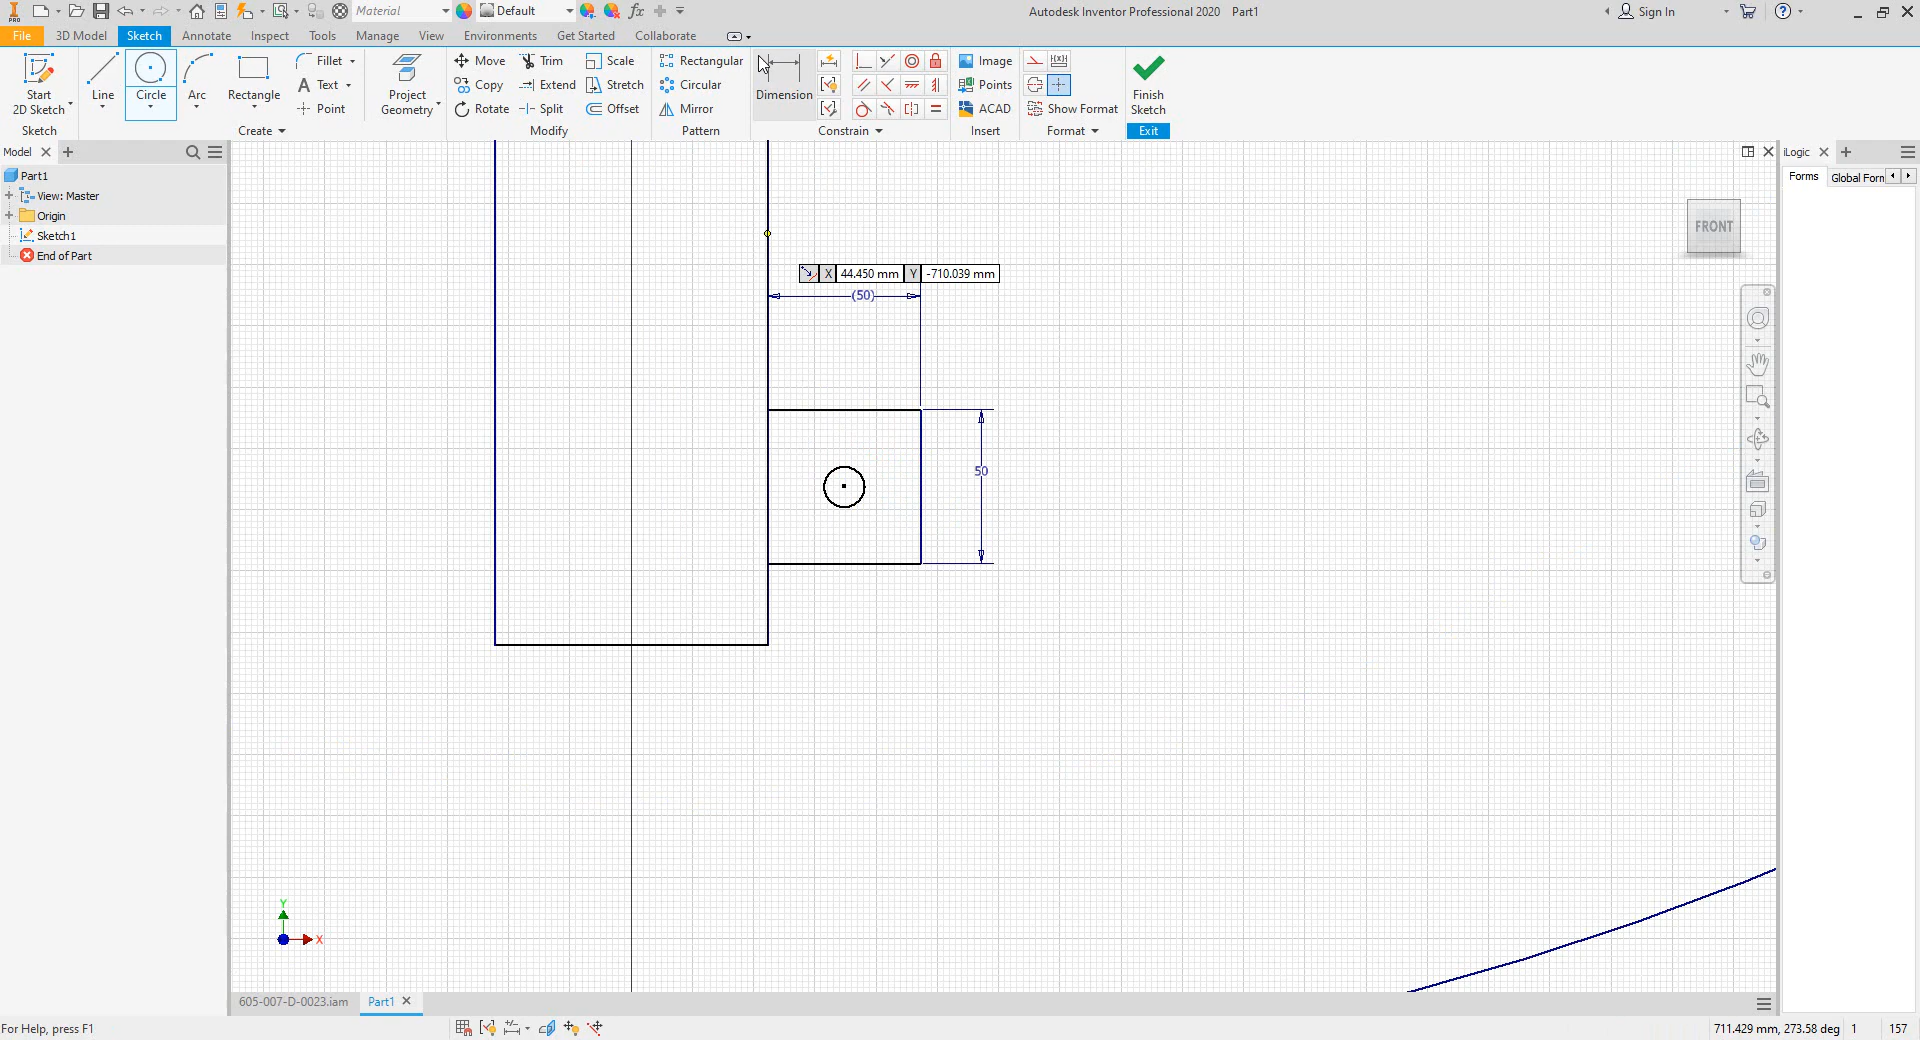 PRO
Material
Default
fx
Autodesk Inventor Professional 2020 Part1
Sign In
File
3D Model
Sketch
Annotate
Inspect
Tools
Manage
View
Environments
Get Started
Collaborate
Start
2D Sketch
Line
Circle
Arc
Rectangle
Fillet
A Text
Point
Project
Geometry
Move
Copy
Rotate
Trim
Extend
Split
Scale
Stretch
Offset
Rectangular
Circular
Mirror
Dimension
Image
Points
ACAD
Show Format
Finish
Sketch
Sketch
Create
Modify
Pattern
Constrain
Insert
Format
Exit
Model
Part1
View: Master
Origin
Sketch1
End of Part
X 44.450 mm Y -710.039 mm
(50)
50
FRONT
iLogic
Forms
Global Forn
Y
X
605-007-D-0023.iam
Part1
For Help, press F1
711.429 mm, 273.58 deg 1 157